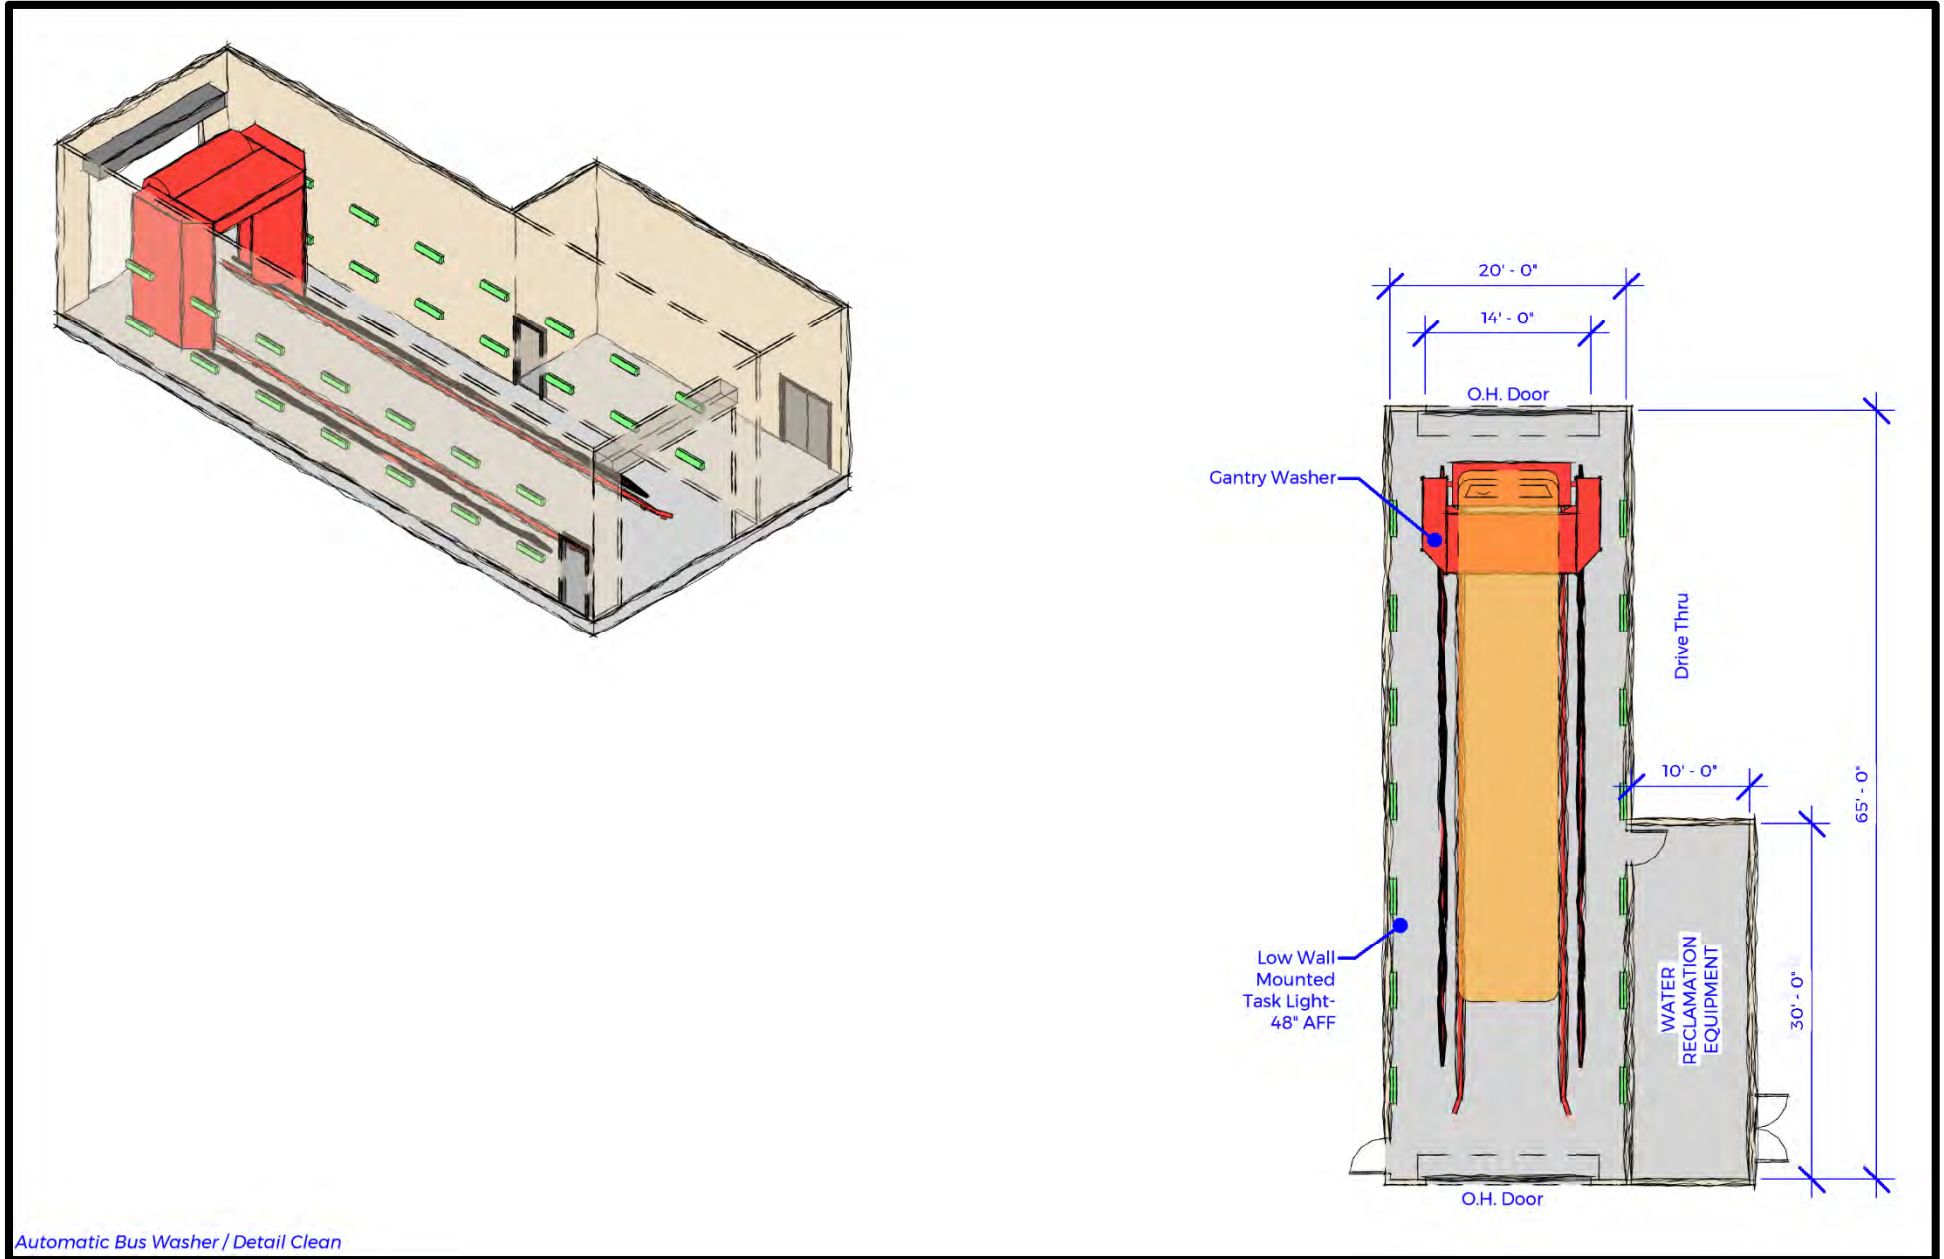 20' - 0"
14' - 0"
O.H. Door
Gantry Washer
Drive Thru
10' - 0"
65' - 0"
Low Wall
Mounted
Task Light-
48" AFF
WATER
RECLAMATION
EQUIPMENT
30' - 0"
O.H. Door
Automatic Bus Washer / Detail Clean